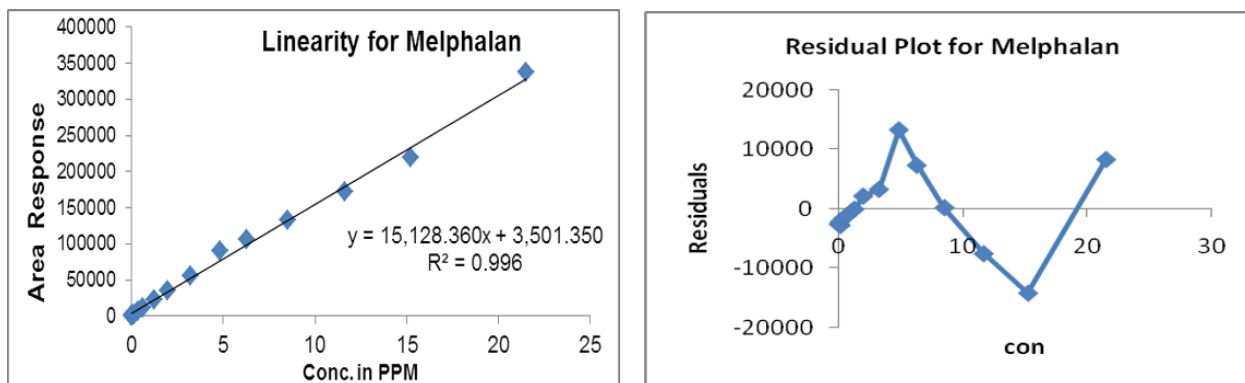 Linearity for Melphalan
400000
350000
300000
250000
200000
150000
100000
50000
0
Area Response
y = 15,128.360x + 3,501.350
R² = 0.996
0 5 10 15 20 25
Conc. in PPM
Residual Plot for Melphalan
20000
10000
0
-10000
-20000
Residuals
0 10 20 30
con